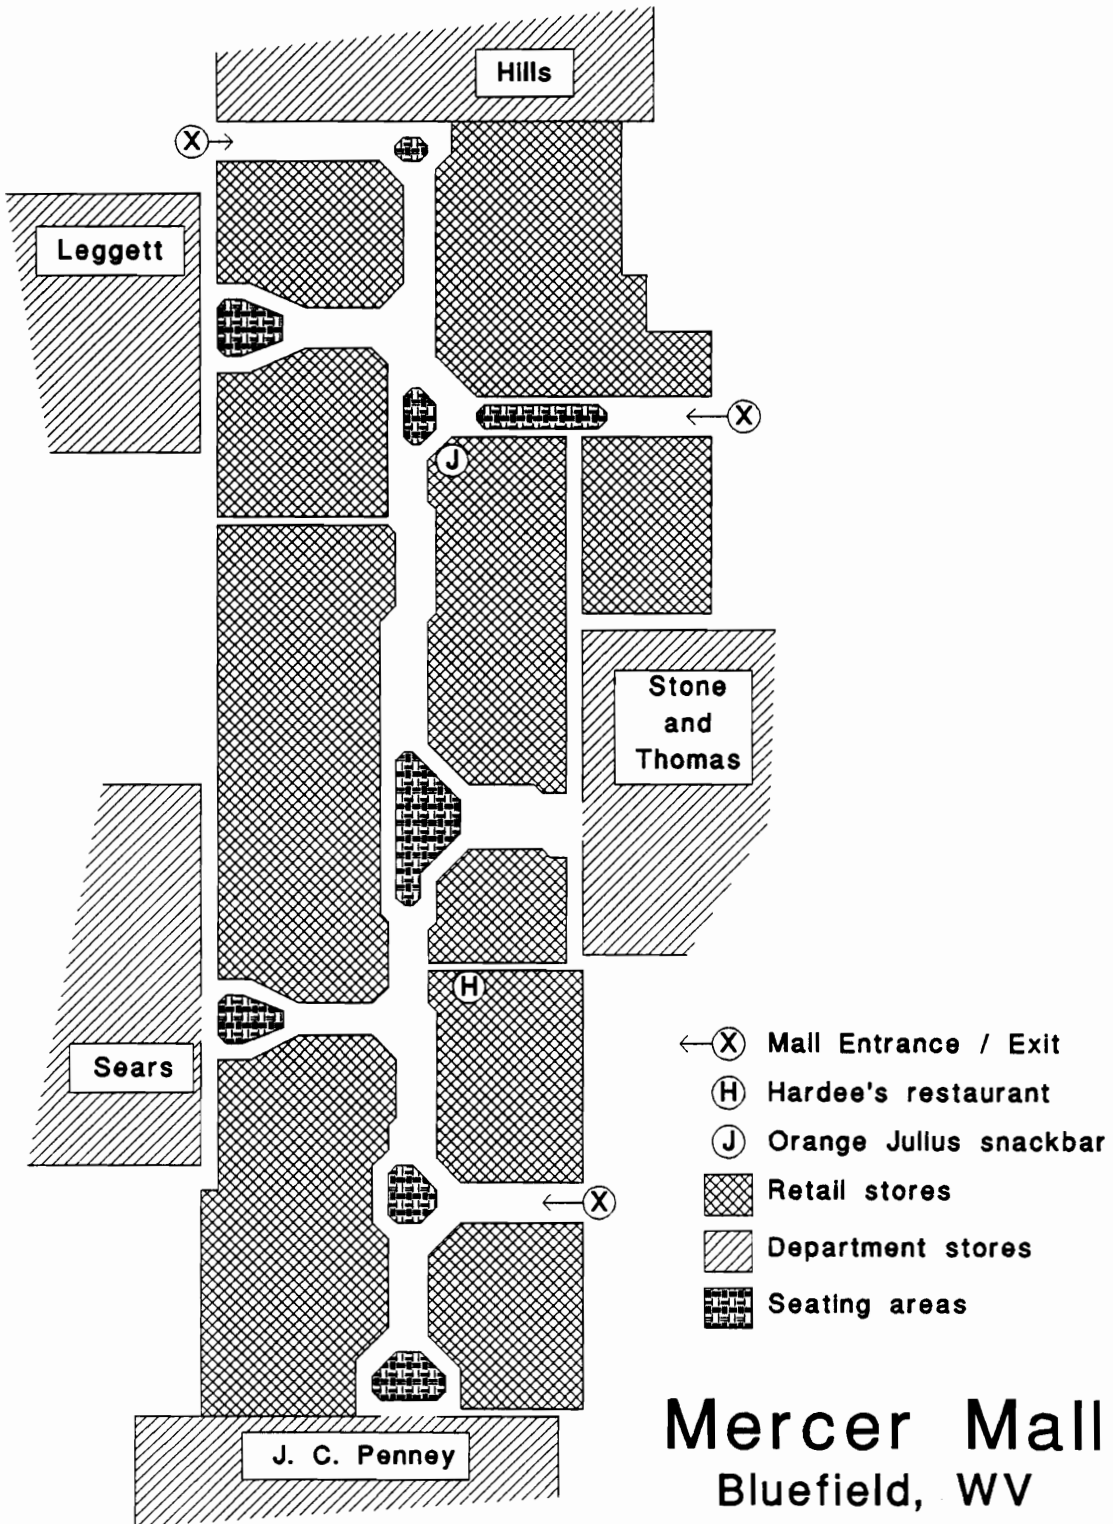 Hills
X
Leggett
X
J
Stone
and
Thomas
H
Sears
X Mall Entrance / Exit
H Hardee's restaurant
J Orange Julius snackbar
X
Retail stores
Department stores
Seating areas
Mercer Mall
J. C. Penney
Bluefield, WV